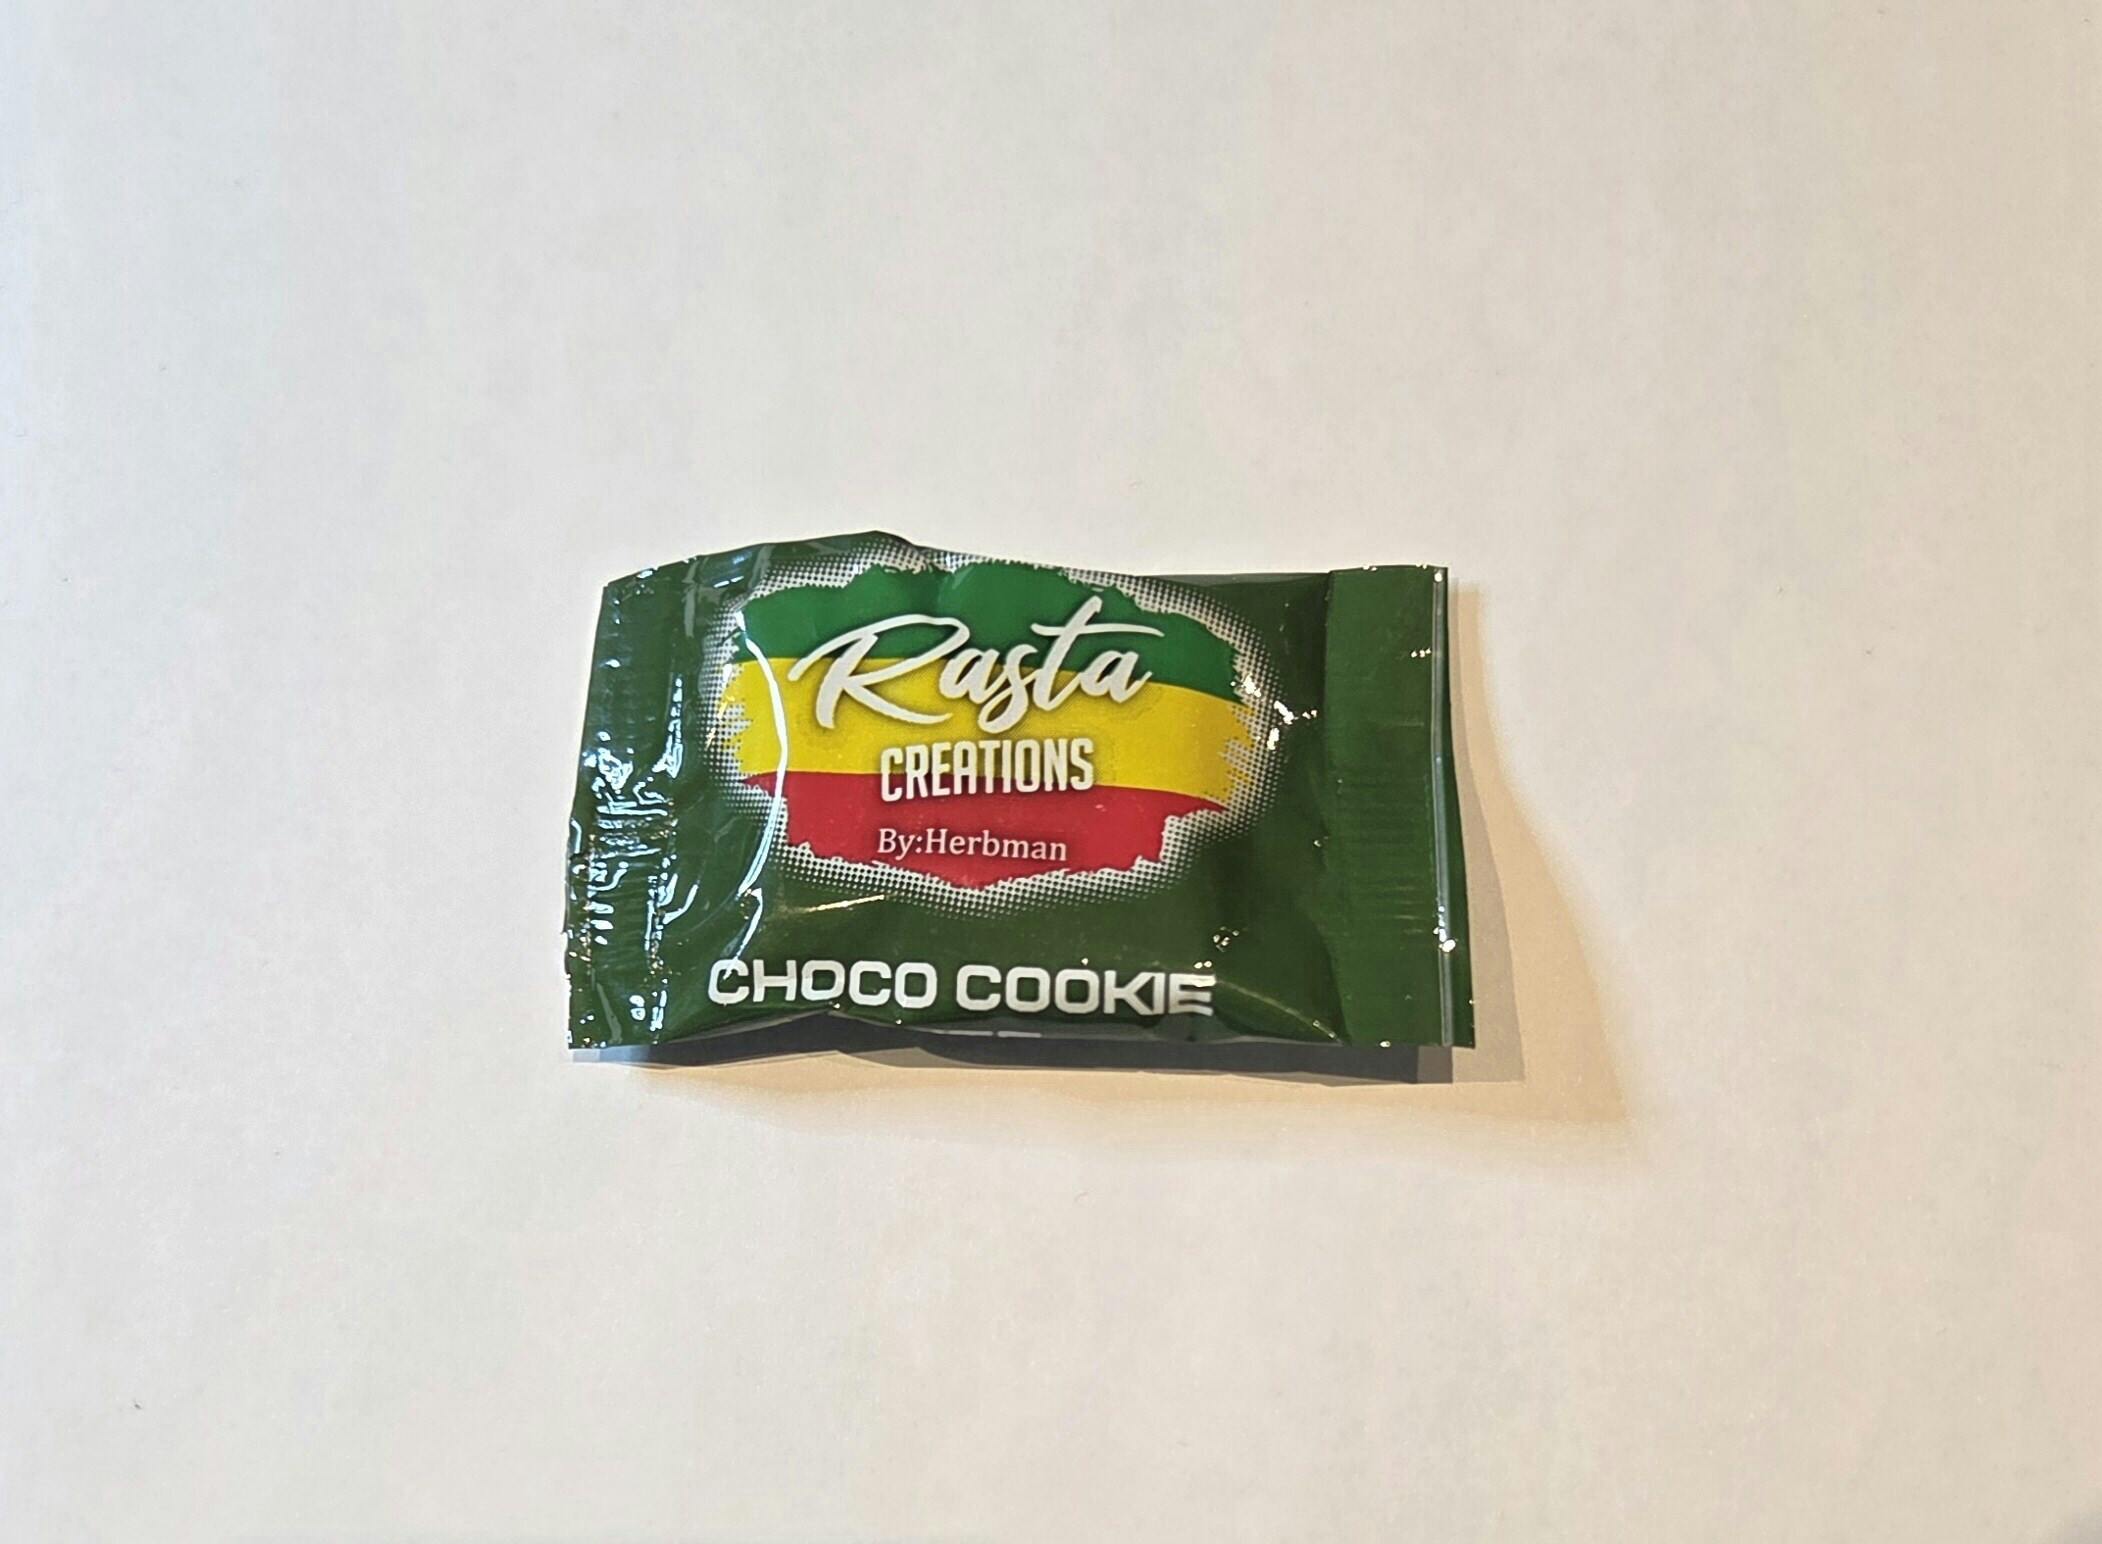 Rasta
CREATIONS
By:Herbman
CHOCO COOKIE